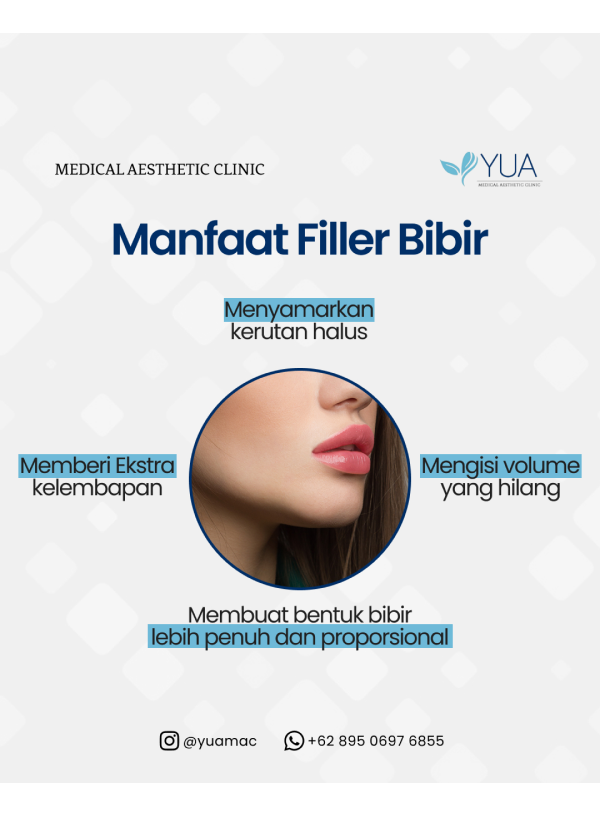 MEDICAL AESTHETIC CLINIC
YUA
MEDICAL AESTHETIC CLINIC
Manfaat Filler Bibir
Menyamarkan
kerutan halus
Memberi Ekstra
kelembapan
Mengisi volume
yang hilang
Membuat bentuk bibir
lebih penuh dan proporsional
@yuamac
+62 895 0697 6855